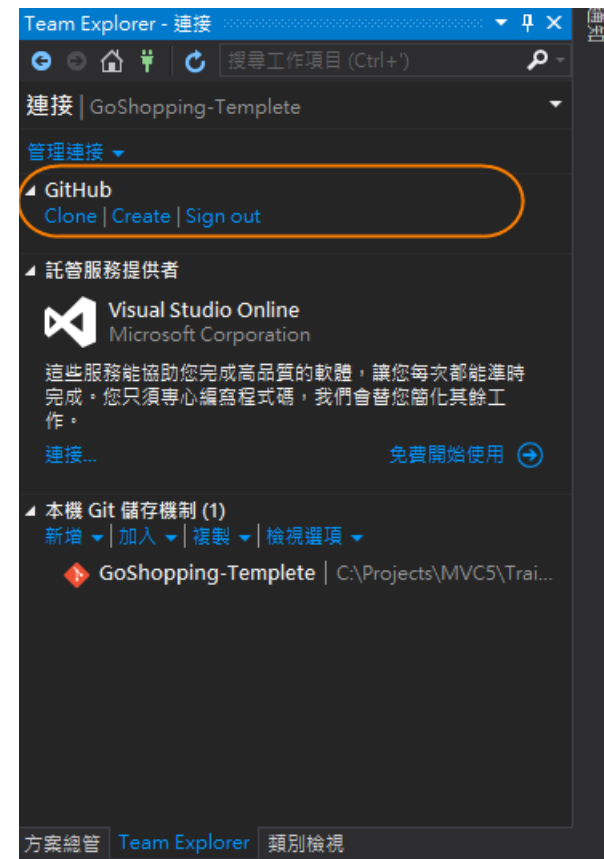 Team Explorer - 連接
搜尋工作項目 (Ctrl+')
連接 | GoShopping-Templete
管理連接
GitHub
Clone | Create | Sign out
託管服務提供者
Visual Studio Online
Microsoft Corporation
這些服務能協助您完成高品質的軟體，讓您每次都能準時
完成。您只須專心編寫程式碼，我們會替您簡化其餘工
作。
連接...
免費開始使用
本機 Git 儲存機制 (1)
新增 | 加入 | 複製 | 檢視選項
GoShopping-Templete | C:\Projects\MVC5\Trai...
方案總管 Team Explorer 類別檢視
通知